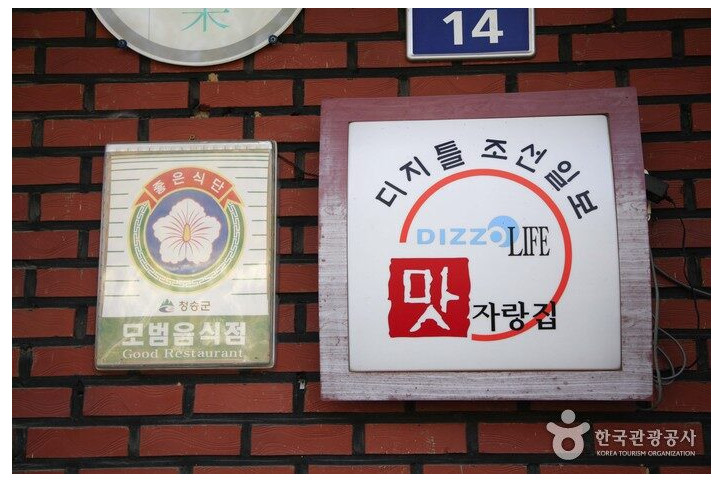 菜
14
좋은식단
청송군
모범음식점
Good Restaurant
디지틀 조선일보
DIZZO LIFE
맛 자랑집
한국관광공사
KOREA TOURISM ORGANIZATION